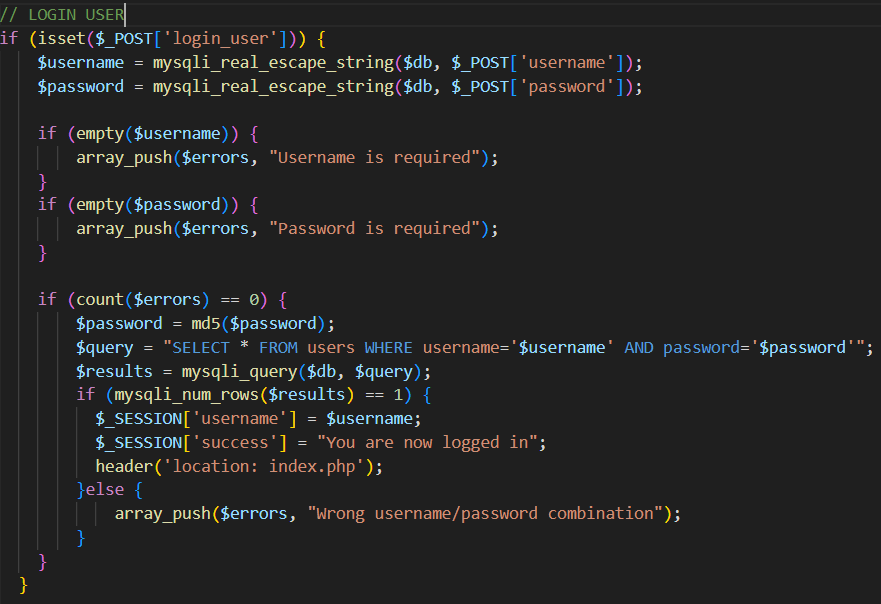 // LOGIN USER
if (isset($_POST['login_user'])) {
$username = mysqli_real_escape_string($db, $_POST['username']);
$password = mysqli_real_escape_string($db, $_POST['password']);
if (empty($username)) {
array_push($errors, "Username is required");
}
if (empty($password)) {
array_push($errors, "Password is required");
}
if (count($errors) == 0) {
$password = md5($password);
$query = "SELECT * FROM users WHERE username='$username' AND password='$password'";
$results = mysqli_query($db, $query);
if (mysqli_num_rows($results) == 1) {
$_SESSION['username'] = $username;
$_SESSION['success'] = "You are now logged in";
header('location: index.php');
}else {
array_push($errors, "Wrong username/password combination");
}
}
}